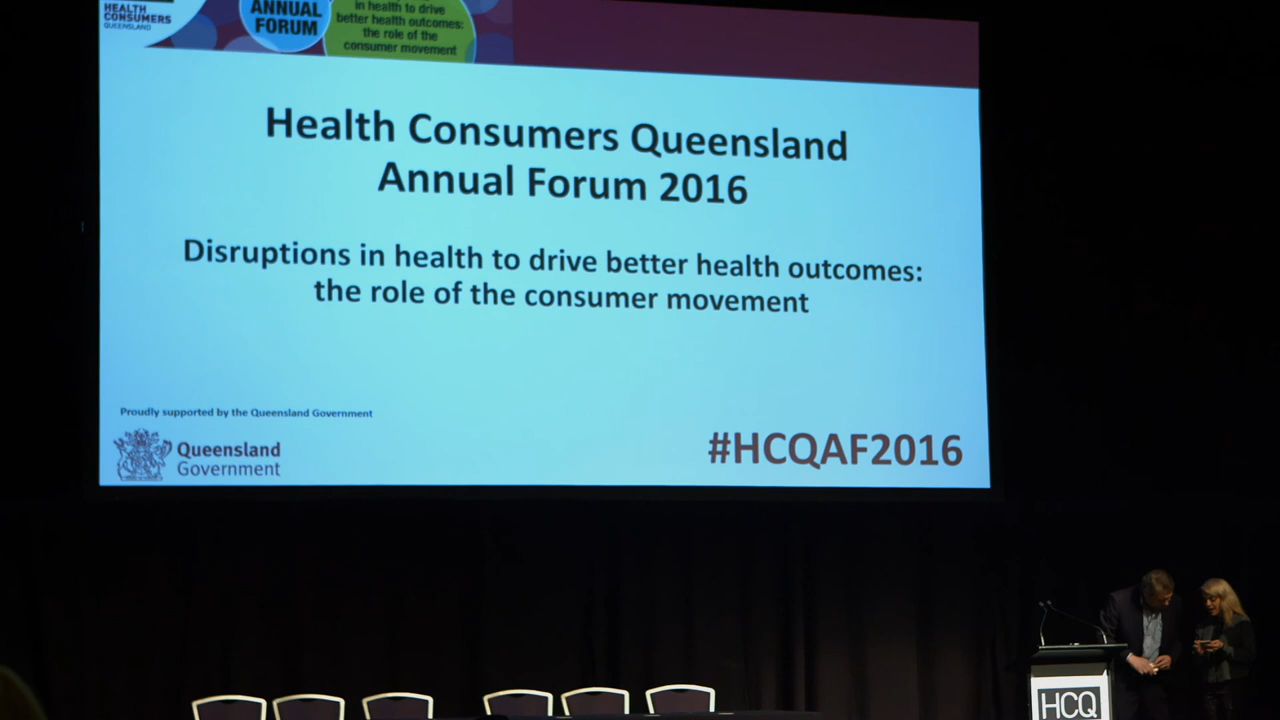 HEALTH
CONSUMERS
QUEENSLAND
ANNUAL
FORUM
in health to drive
better health outcomes:
the role of the
consumer movement
Health Consumers Queensland
Annual Forum 2016
Disruptions in health to drive better health outcomes:
the role of the consumer movement
Proudly supported by the Queensland Government
Queensland
Government
#HCQAF2016
HCQ